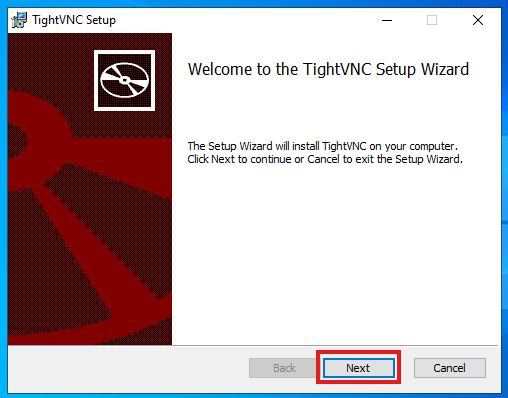 TightVNC Setup
Welcome to the TightVNC Setup Wizard
The Setup Wizard will install TightVNC on your computer.
Click Next to continue or Cancel to exit the Setup Wizard.
Back
Next
Cancel